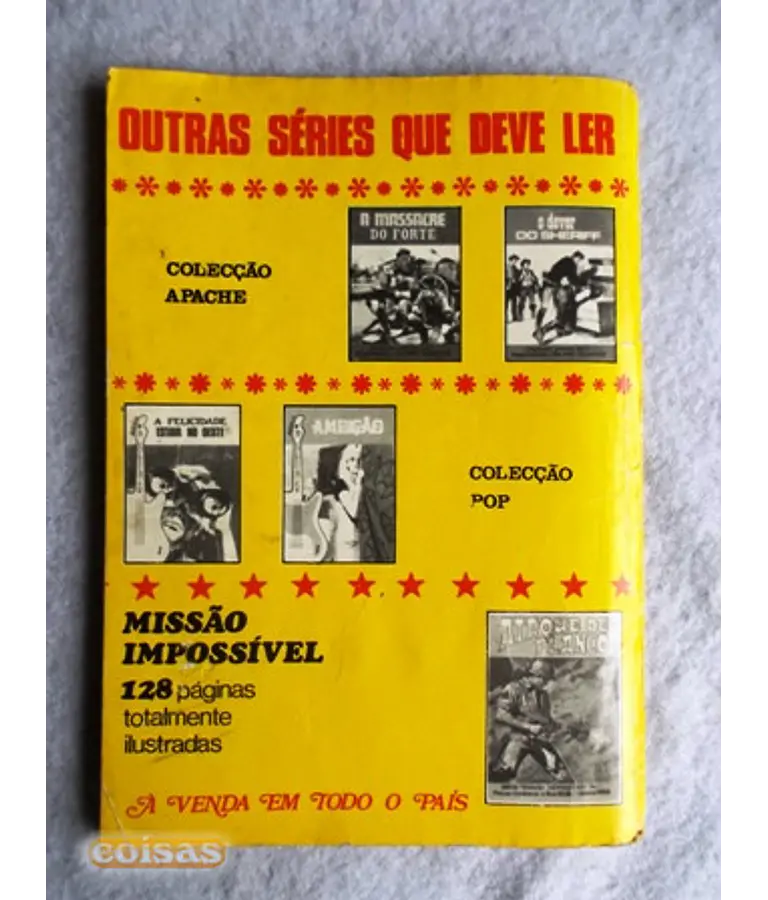 OUTRAS SÉRIES QUE DEVE LER
COLECÇÃO
APACHE
A MASSACRE
DO FORTE
o dever
DO SHERIFF
A FELICIDADE
NO OESTE
AMBIÇÃO
COLECÇÃO
POP
MISSÃO
IMPOSSÍVEL
128 páginas
totalmente
ilustradas
À VENDA EM TODO O PAÍS
coisas